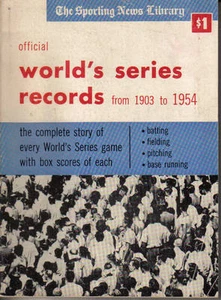 The Sporting News Library
$1
official
world's series
records from 1903 to 1954
the complete story of
every World's Series game
with box scores of each
• batting
• fielding
• pitching
• base running